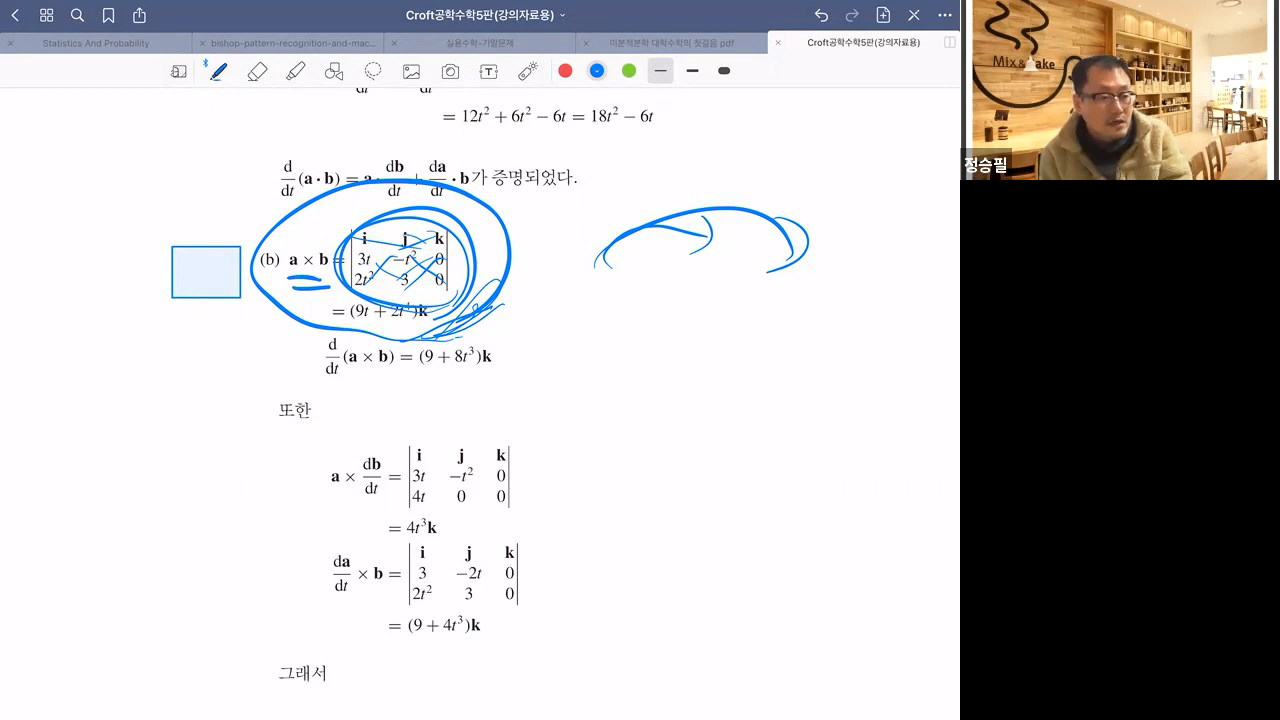 Croft공학수학5판(강의자료용)
Statistics And Probability
bishop-pattern-recognition-and-mac...
실용수학-기말문제
미분적분학 대학수학의 첫걸음.pdf
Croft공학수학5판(강의자료용)
Mix & Bake
정승필
dt dt
= 12t² + 6t² − 6t = 18t² − 6t
d/dt (a · b) = a · db/dt + da/dt · b가 증명되었다.
(b) a × b = | i j k |
| 3t −t² 0 |
| 2t² 3 0 |
= (9t + 2t⁴)k
d/dt (a × b) = (9 + 8t³)k
또한
a × db/dt = | i j k |
| 3t −t² 0 |
| 4t 0 0 |
= 4t³k
da/dt × b = | i j k |
| 3 −2t 0 |
| 2t² 3 0 |
= (9 + 4t³)k
그래서